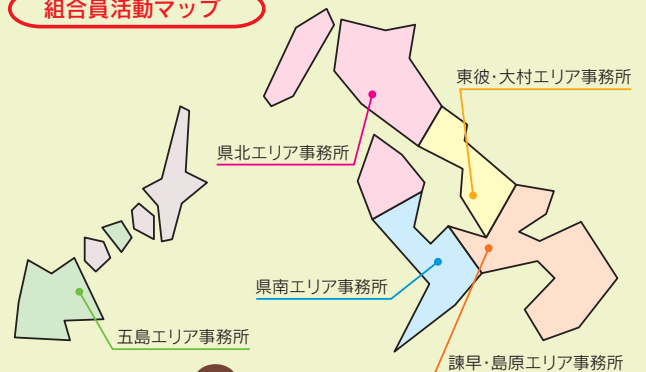 組合員活動マップ
東彼・大村エリア事務所
県北エリア事務所
県南エリア事務所
五島エリア事務所
諫早・島原エリア事務所